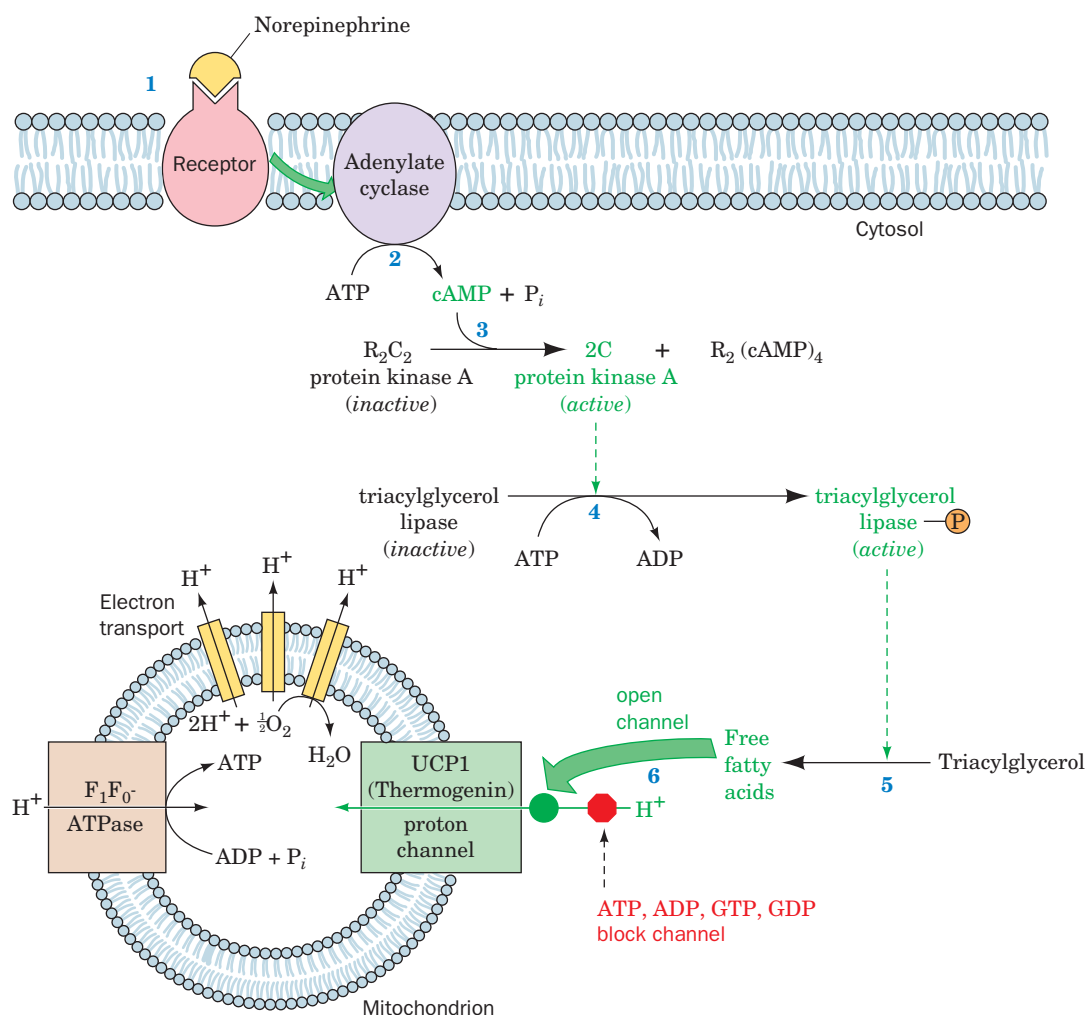 Norepinephrine
1
Receptor
Adenylate
cyclase
Cytosol
2
ATP
cAMP + Pi
3
R2C2
protein kinase A
(inactive)
2C
protein kinase A
(active)
+
R2 (cAMP)4
triacylglycerol
lipase
(inactive)
4
ATP
ADP
triacylglycerol
lipase
(active)
P
H+
H+
H+
Electron
transport
2H+ + ½O2
H2O
open
channel
6
Free
fatty
acids
5
Triacylglycerol
H+
F1F0-
ATPase
ATP
ADP + Pi
UCP1
(Thermogenin)
proton
channel
H+
ATP, ADP, GTP, GDP
block channel
Mitochondrion